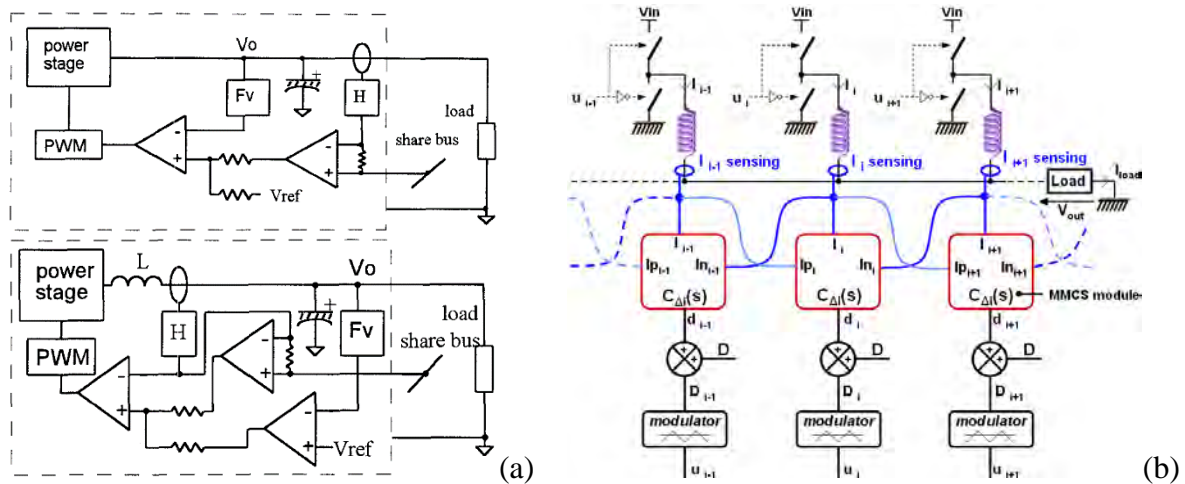 power
stage
Vo
Fv
H
load
share bus
PWM
-
+
-
+
+
Vref
power
stage
L
Vo
H
Fv
load
share bus
PWM
-
+
-
+
-
+
+
Vref
(a)
Vin Vin Vin
I i-1 I i I i+1
u i-1 u i u i+1
I i-1 sensing I i sensing I i+1 sensing
Load I load
V out
I i-1 I i I i+1
Ip i-1 In i-1 Ip i In i Ip i+1 In i+1
C Δi (s) C Δi (s) C Δi (s) MMCS module
d i-1 d i d i+1
+ + D + + D + + D
D i-1 D i D i+1
modulator modulator modulator
u i-1 u i u i+1
(b)